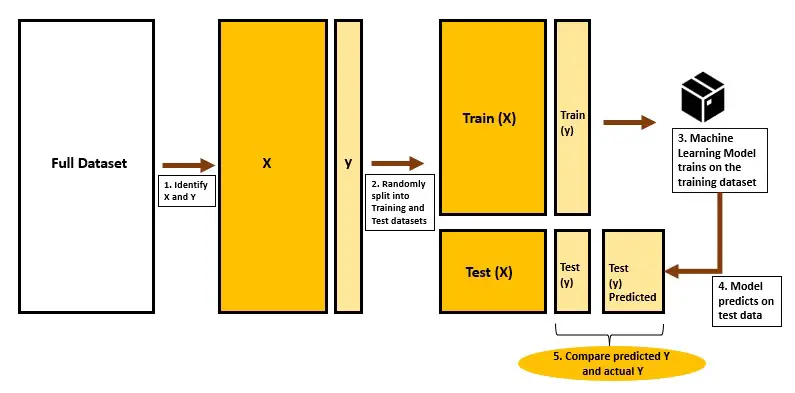 Full Dataset
1. Identify
X and Y
X
y
2. Randomly
split into
Training and
Test datasets
Train (X)
Train
(y)
3. Machine
Learning Model
trains on the
training dataset
Test (X)
Test
(y)
Test
(y)
Predicted
4. Model
predicts on
test data
5. Compare predicted Y
and actual Y